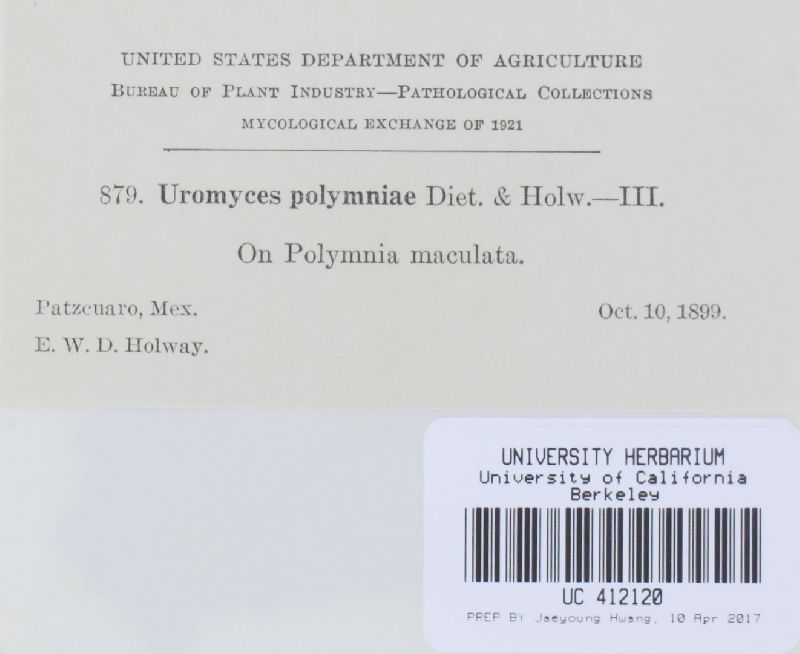 UNITED STATES DEPARTMENT OF AGRICULTURE
BUREAU OF PLANT INDUSTRY—PATHOLOGICAL COLLECTIONS
MYCOLOGICAL EXCHANGE OF 1921
879. Uromyces polymniae Diet. & Holw.—III.
On Polymnia maculata.
Patzcuaro, Mex.
Oct. 10, 1899.
E. W. D. Holway.
UNIVERSITY HERBARIUM
University of California
Berkeley
UC 412120
PREP BY Jaeyoung Hwang, 10 Apr 2017